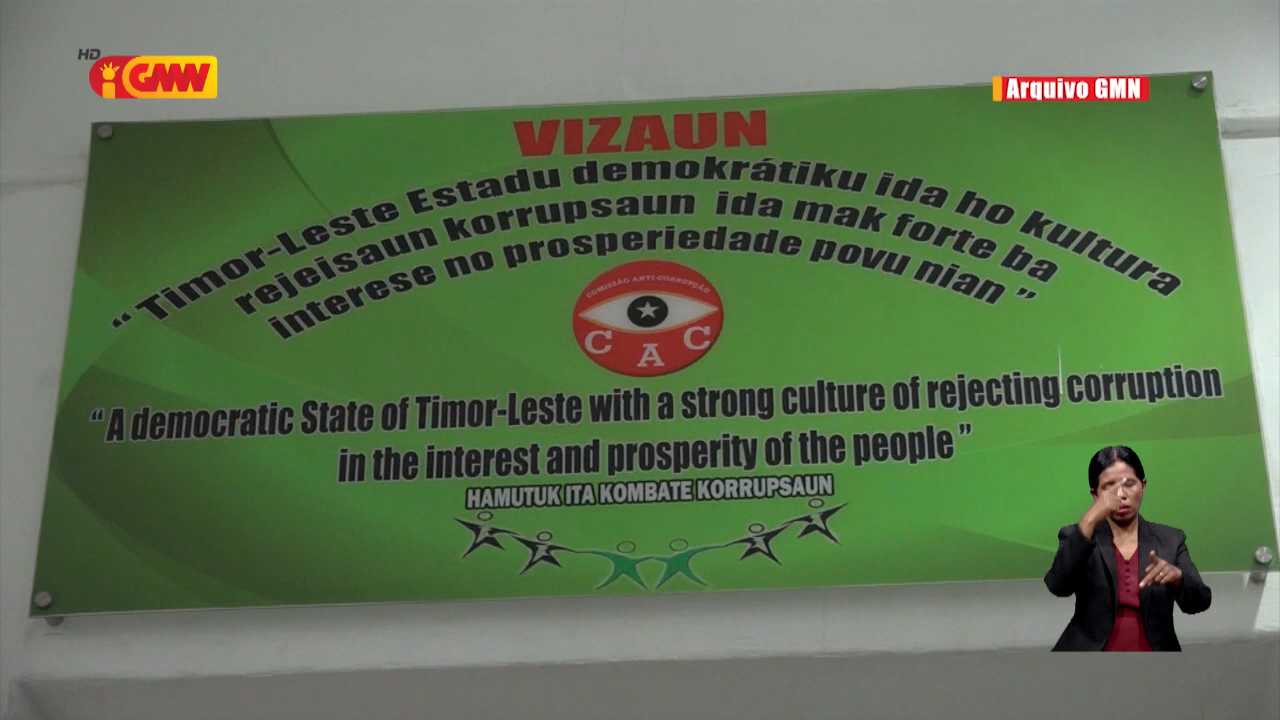 HD
GMN
Arquivo GMN
VIZAUN
“ Timor-Leste Estadu demokrátiku ida ho kultura
rejeisaun korrupsaun ida mak forte ba
interese no prosperiedade povu nian ”
COMISSÃO ANTI-CORRUPÇÃO
C A C
“ A democratic State of Timor-Leste with a strong culture of rejecting corruption
in the interest and prosperity of the people ”
HAMUTUK ITA KOMBATE KORRUPSAUN